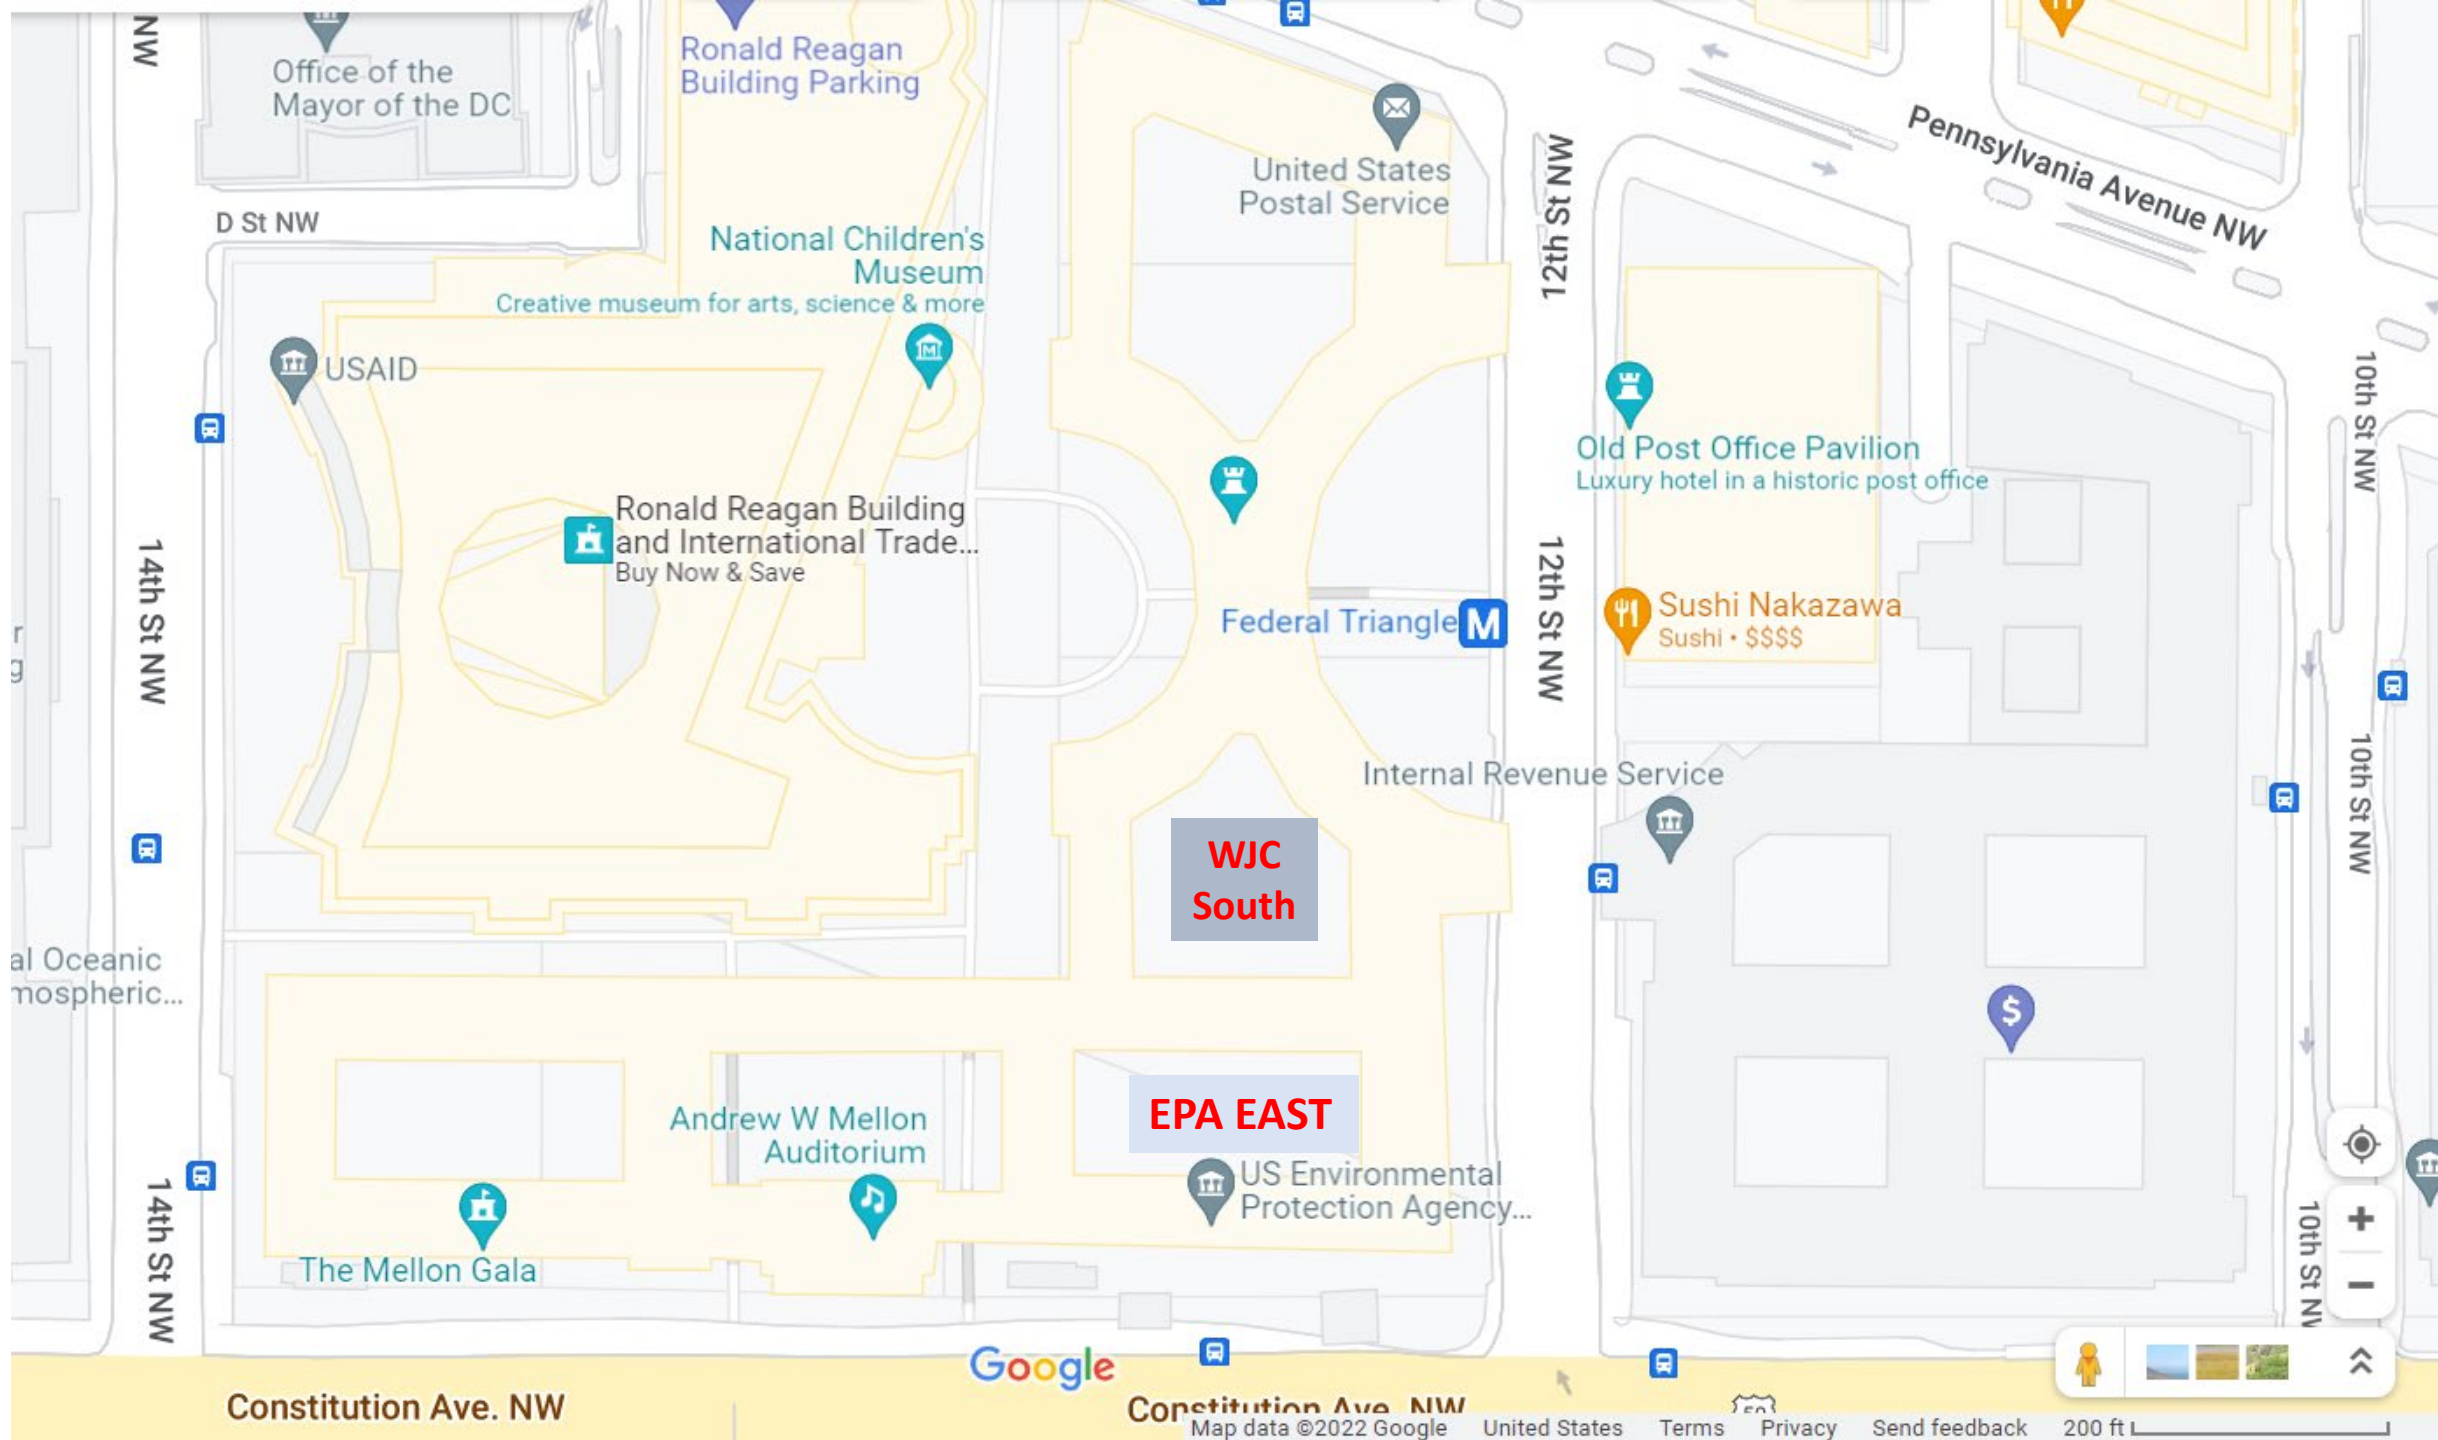 NW
Office of the
Mayor of the DC
Ronald Reagan
Building Parking
United States
Postal Service
12th St NW
Pennsylvania Avenue NW
D St NW
National Children's
Museum
Creative museum for arts, science & more
USAID
10th St NW
Old Post Office Pavilion
Luxury hotel in a historic post office
Ronald Reagan Building
and International Trade...
Buy Now & Save
14th St NW
Federal Triangle
M
12th St NW
Sushi Nakazawa
Sushi • $$$$
r
g
Internal Revenue Service
10th St NW
WJC
South
al Oceanic
mospheric...
$
EPA EAST
Andrew W Mellon
Auditorium
US Environmental
Protection Agency...
14th St NW
The Mellon Gala
10th St N
Google
Constitution Ave. NW
Constitution Ave. NW
50
Map data ©2022 Google
United States
Terms
Privacy
Send feedback
200 ft